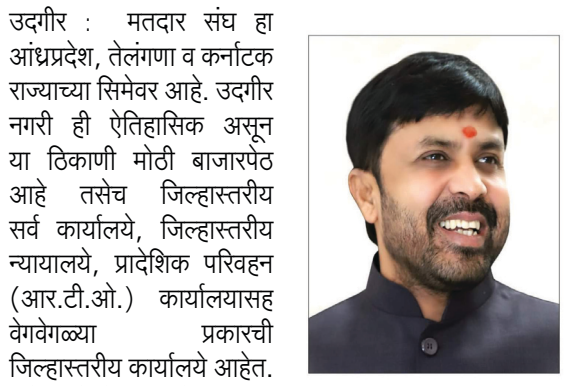 उदगीर : मतदार संघ हा
आंध्रप्रदेश, तेलंगणा व कर्नाटक
राज्याच्या सिमेवर आहे. उदगीर
नगरी ही ऐतिहासिक असून
या ठिकाणी मोठी बाजारपेठ
आहे तसेच जिल्हास्तरीय
सर्व कार्यालये, जिल्हास्तरीय
न्यायालये, प्रादेशिक परिवहन
(आर.टी.ओ.) कार्यालयासह
वेगवेगळ्या प्रकारची
जिल्हास्तरीय कार्यालये आहेत.